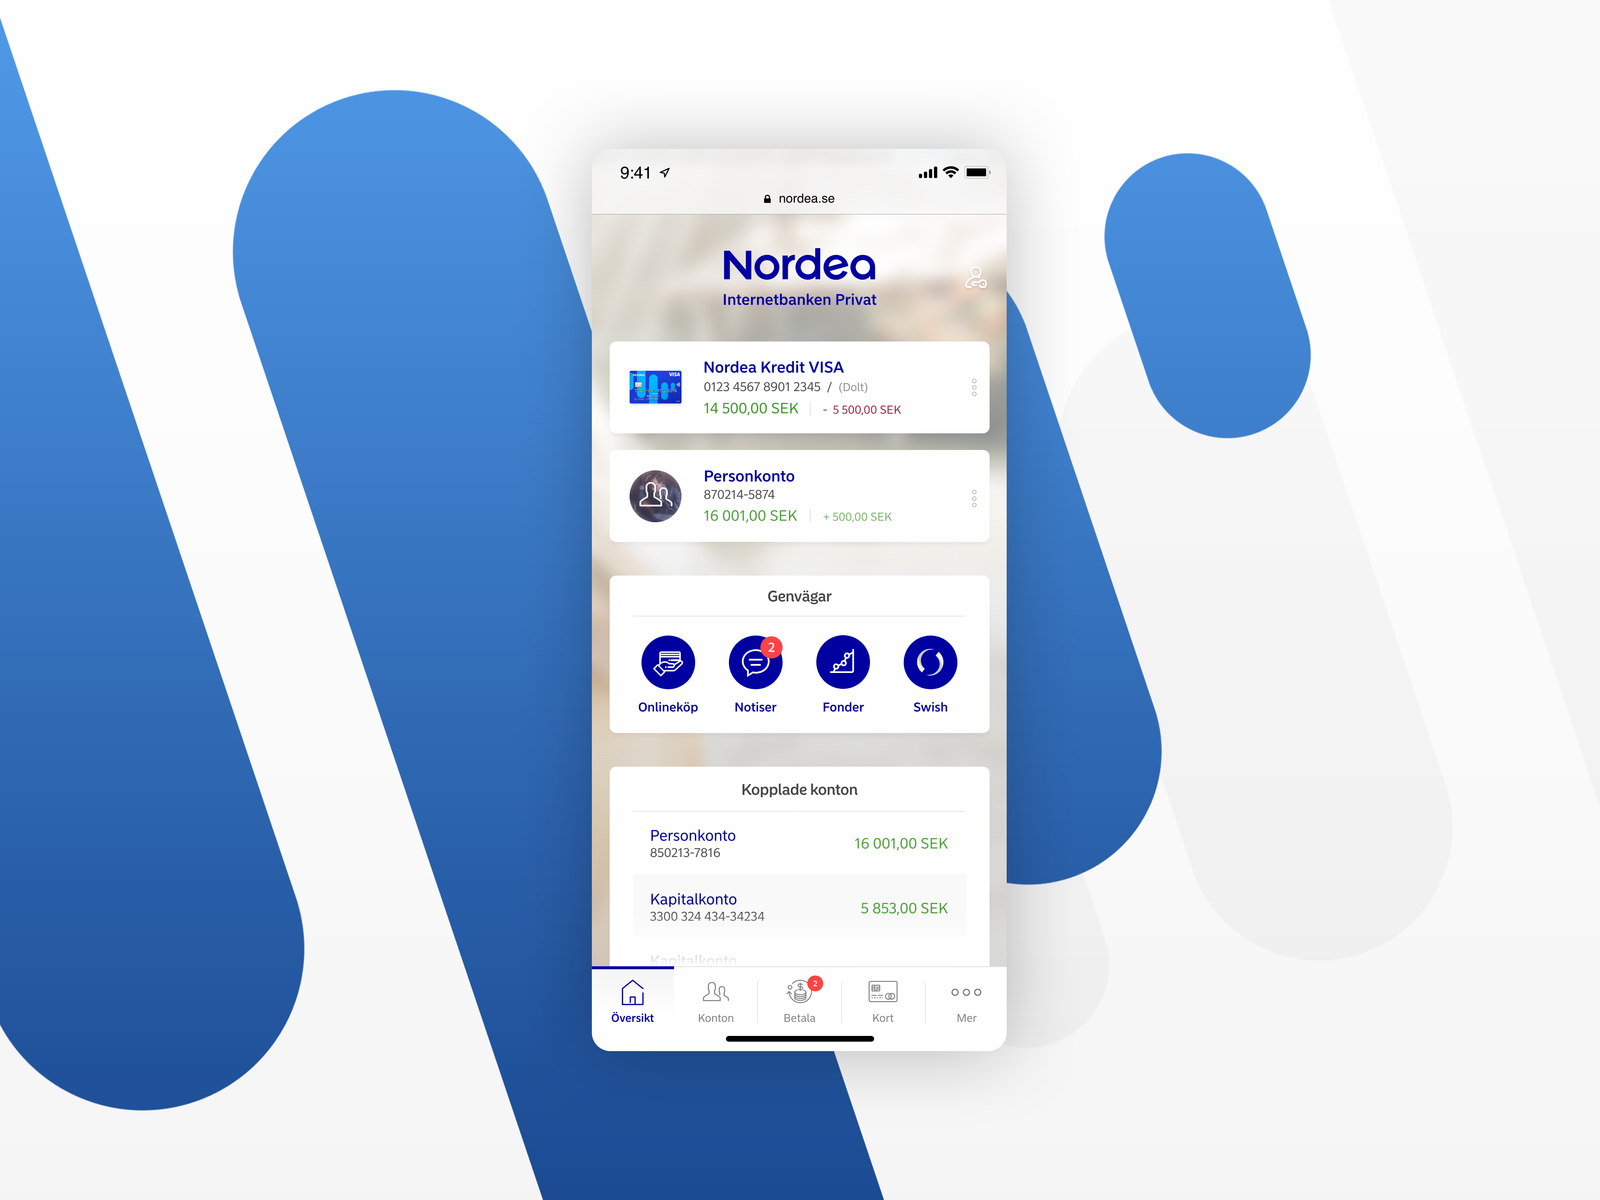 9:41
nordea.se
Nordea
Internetbanken Privat
VISA
Nordea Kredit VISA
0123 4567 8901 2345 / (Dolt)
14 500,00 SEK - 5 500,00 SEK
Personkonto
870214-5874
16 001,00 SEK + 500,00 SEK
Genvägar
2
Onlineköp Notiser Fonder Swish
Kopplade konton
Personkonto
850213-7816
16 001,00 SEK
Kapitalkonto
3300 324 434-34234
5 853,00 SEK
Kapitalkonto
2
Översikt Konton Betala Kort Mer